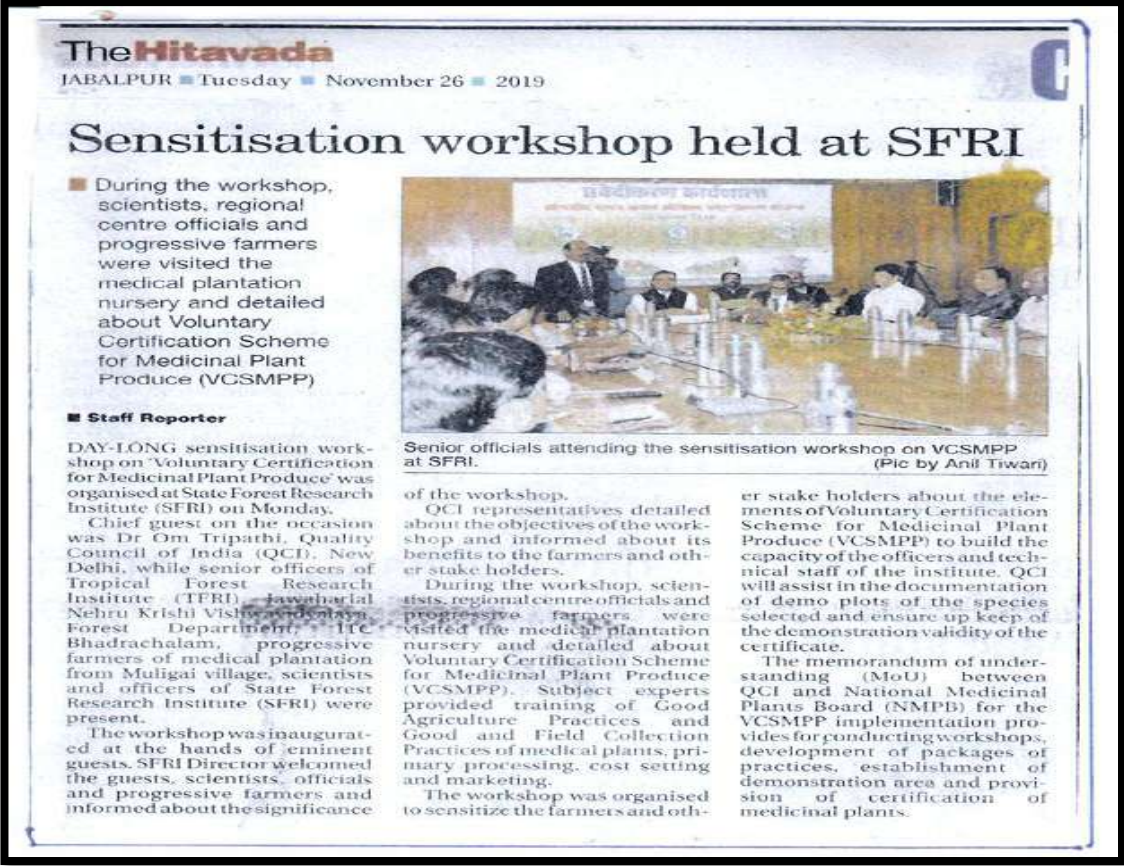 The Hitavada
JABALPUR ■ Tuesday ■ November 26 ■ 2019
Sensitisation workshop held at SFRI
■ During the workshop,
scientists, regional
centre officials and
progressive farmers
were visited the
medical plantation
nursery and detailed
about Voluntary
Certification Scheme
for Medicinal Plant
Produce (VCSMPP)
■ Staff Reporter
DAY-LONG sensitisation work-
shop on 'Voluntary Certification
for Medicinal Plant Produce' was
organised at State Forest Research
Institute (SFRI) on Monday.
Chief guest on the occasion
was Dr Om Tripathi, Quality
Council of India (QCI), New
Delhi, while senior officers of
Tropical Forest Research
Institute (TFRI), Jawaharlal
Nehru Krishi Vishwavidyalaya,
Forest Department, ITC
Bhadrachalam, progressive
farmers of medical plantation
from Muligai village, scientists
and officers of State Forest
Research Institute (SFRI) were
present.
The workshop was inaugurat-
ed at the hands of eminent
guests. SFRI Director welcomed
the guests, scientists, officials
and progressive farmers and
informed about the significance
संवेदीकरण कार्यशाला
Senior officials attending the sensitisation workshop on VCSMPP
at SFRI. (Pic by Anil Tiwari)
of the workshop.
QCI representatives detailed
about the objectives of the work-
shop and informed about its
benefits to the farmers and oth-
er stake holders.
During the workshop, scien-
tists, regional centre officials and
progressive farmers were
visited the medical plantation
nursery and detailed about
Voluntary Certification Scheme
for Medicinal Plant Produce
(VCSMPP). Subject experts
provided training of Good
Agriculture Practices and
Good and Field Collection
Practices of medical plants, pri-
mary processing, cost setting
and marketing.
The workshop was organised
to sensitize the farmers and oth-
er stake holders about the ele-
ments of Voluntary Certification
Scheme for Medicinal Plant
Produce (VCSMPP) to build the
capacity of the officers and tech-
nical staff of the institute. QCI
will assist in the documentation
of demo plots of the species
selected and ensure up keep of
the demonstration validity of the
certificate.
The memorandum of under-
standing (MoU) between
QCI and National Medicinal
Plants Board (NMPB) for the
VCSMPP implementation pro-
vides for conducting workshops,
development of packages of
practices, establishment of
demonstration area and provi-
sion of certification of
medicinal plants.